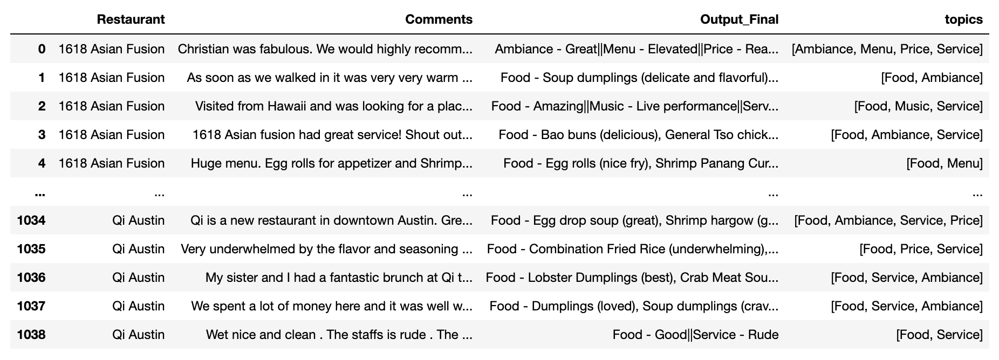 Restaurant Comments Output_Final topics
0 1618 Asian Fusion Christian was fabulous. We would highly recomm... Ambiance - Great||Menu - Elevated||Price - Rea... [Ambiance, Menu, Price, Service]
1 1618 Asian Fusion As soon as we walked in it was very very warm ... Food - Soup dumplings (delicate and flavorful)... [Food, Ambiance]
2 1618 Asian Fusion Visited from Hawaii and was looking for a plac... Food - Amazing||Music - Live performance||Serv... [Food, Music, Service]
3 1618 Asian Fusion 1618 Asian fusion had great service! Shout out... Food - Bao buns (delicious), General Tso chick... [Food, Ambiance, Service]
4 1618 Asian Fusion Huge menu. Egg rolls for appetizer and Shrimp... Food - Egg rolls (nice fry), Shrimp Panang Cur... [Food, Menu]
... ... ... ... ...
1034 Qi Austin Qi is a new restaurant in downtown Austin. Gre... Food - Egg drop soup (great), Shrimp hargow (g... [Food, Ambiance, Service, Price]
1035 Qi Austin Very underwhelmed by the flavor and seasoning ... Food - Combination Fried Rice (underwhelming),... [Food, Price, Service]
1036 Qi Austin My sister and I had a fantastic brunch at Qi t... Food - Lobster Dumplings (best), Crab Meat Sou... [Food, Service, Ambiance]
1037 Qi Austin We spent a lot of money here and it was well w... Food - Dumplings (loved), Soup dumplings (crav... [Food, Service, Ambiance]
1038 Qi Austin Wet nice and clean . The staffs is rude . The ... Food - Good||Service - Rude [Food, Service]